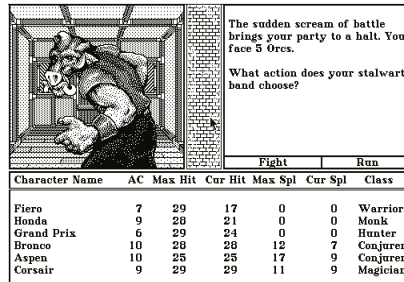 The sudden scream of battle
brings your party to a halt. You
face 5 Orcs.
What action does your stalwart
band choose?
Fight Run
Character Name AC Max Hit Cur Hit Max Spl Cur Spl Class
Fiero 7 29 17 0 0 Warrior
Honda 9 28 21 0 0 Monk
Grand Prix 6 29 24 0 0 Hunter
Bronco 10 28 28 12 7 Conjurer
Aspen 10 25 25 17 9 Conjurer
Corsair 9 29 29 11 9 Magician